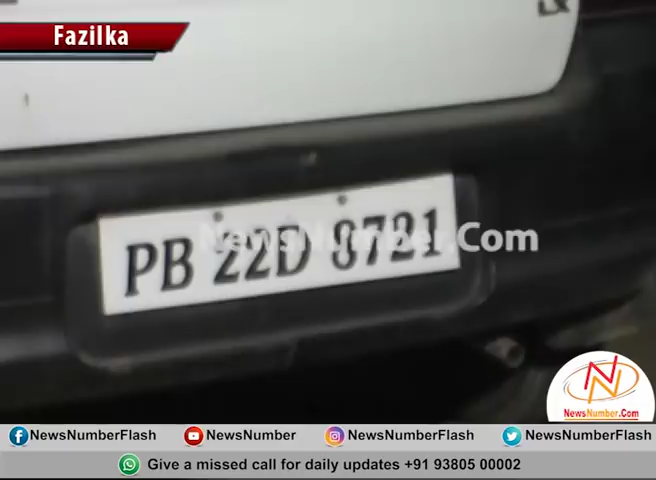 Fazilka
LX
PB 22D 8721
NewsNumber.Com
N
NewsNumber.Com
NewsNumberFlash
NewsNumber
NewsNumberFlash
NewsNumberFlash
Give a missed call for daily updates +91 93805 00002